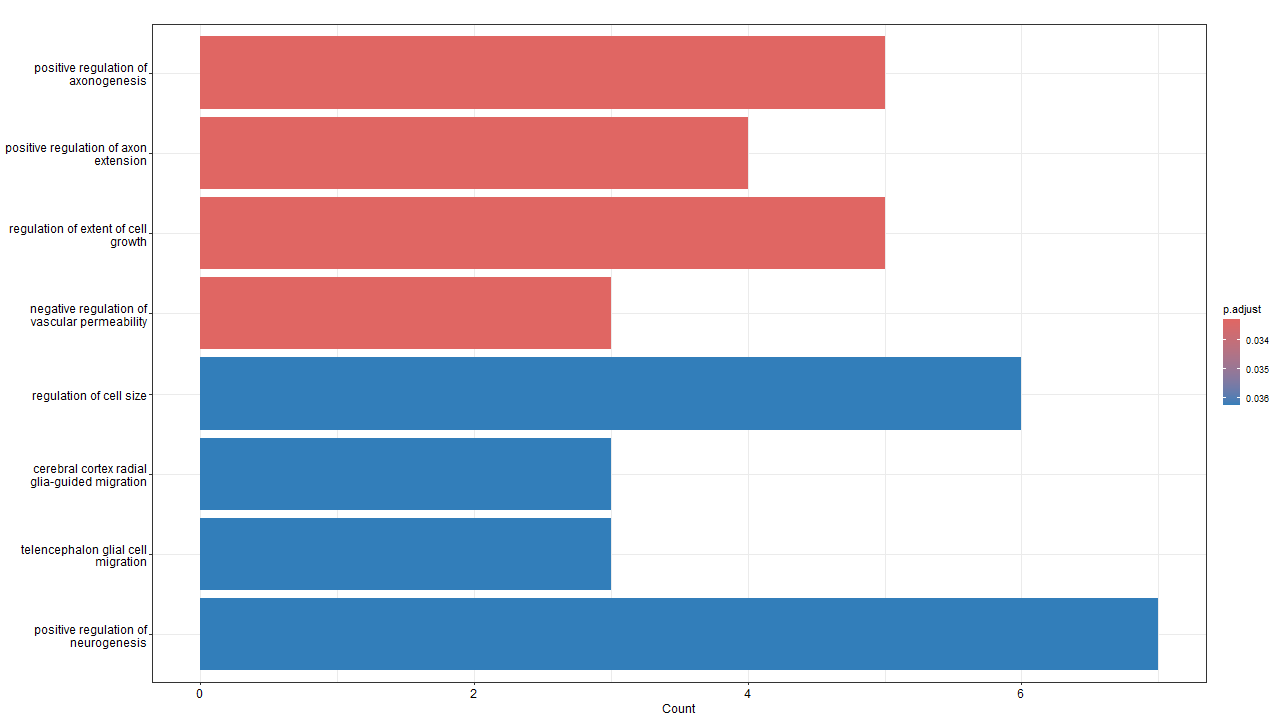 positive regulation of
axonogenesis
positive regulation of axon
extension
regulation of extent of cell
growth
negative regulation of
vascular permeability
regulation of cell size
cerebral cortex radial
glia-guided migration
telencephalon glial cell
migration
positive regulation of
neurogenesis
0
2
4
6
Count
p.adjust
0.034
0.035
0.036